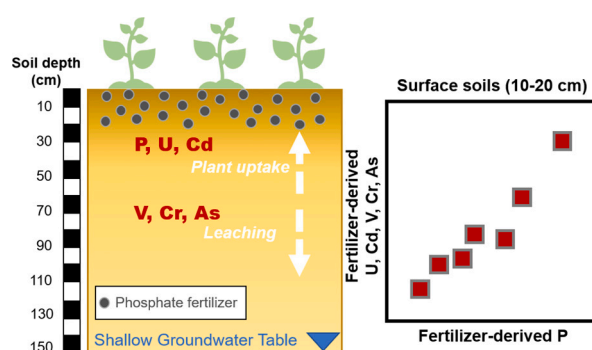 Soil depth
(cm)
10
30
50
70
90
110
130
150
P, U, Cd
Plant uptake
V, Cr, As
Leaching
Phosphate fertilizer
Shallow Groundwater Table
Surface soils (10-20 cm)
Fertilizer-derived
U, Cd, V, Cr, As
Fertilizer-derived P